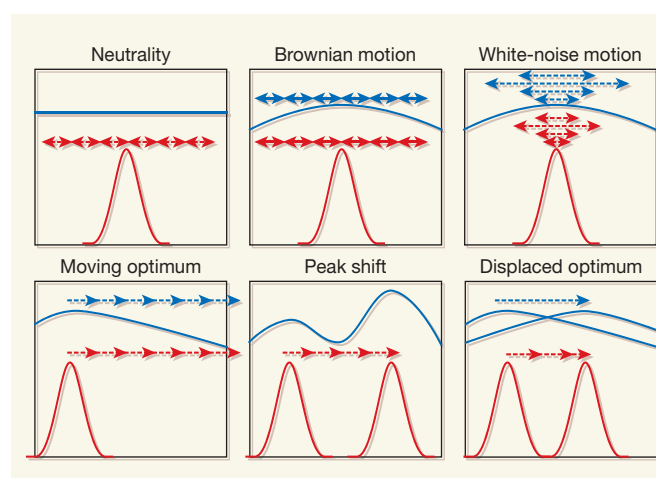 Neutrality
Brownian motion
White-noise motion
Moving optimum
Peak shift
Displaced optimum